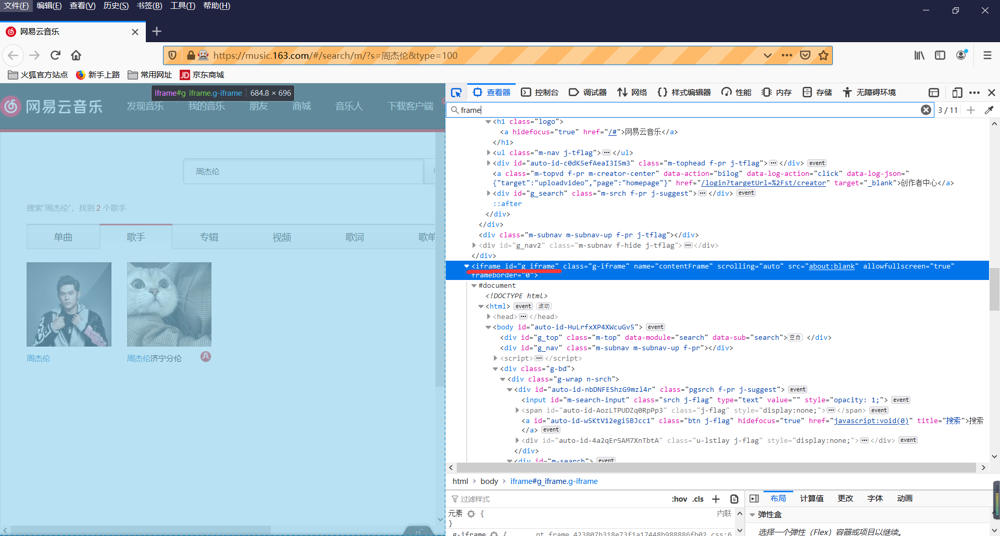 文件(F) 编辑(E) 查看(V) 历史(S) 书签(B) 工具(T) 帮助(H)
网易云音乐
https://music.163.com/#/search/m/?s=周杰伦&type=100
火狐官方站点 新手上路 常用网址 JD 京东商城
iframe#g_iframe.g-iframe 684.8 × 696
网易云音乐 发现音乐 我的音乐 朋友 商城 音乐人 下载客户端
周杰伦
搜索"周杰伦"，找到 2 个歌手
单曲 歌手 专辑 视频 歌词 歌单
周杰伦 周杰伦济宁分伦
查看器 控制台 调试器 网络 样式编辑器 性能 内存 存储 无障碍环境
frame 3 / 11
<h1 class="logo">
<a hidefocus="true" href="/#">网易云音乐</a>
</h1>
<ul class="m-nav j-tflag"></ul>
<div id="auto-id-c0dK5efAeaI3I5m3" class="m-tophead f-pr j-tflag"></div> event
<a class="m-topvd f-pr m-creator-center" data-action="bilog" data-log-action="click" data-log-json="
{"target":"uploadvideo","page":"homepage"}" href="/login?targetUrl=%2Fst/creator" target="_blank">创作者中心</a>
<div id="g_search" class="m-srch f-pr j-suggest"></div> event
::after
</div>
</div>
<div class="m-subnav m-subnav-up f-pr j-tflag"></div>
<div id="g_nav2" class="m-subnav f-hide j-tflag"></div>
</div>
<iframe id="g_iframe" class="g-iframe" name="contentFrame" scrolling="auto" src="about:blank" allowfullscreen="true"
frameborder="0">
#document
<!DOCTYPE html>
<html> event 滚动
<head></head>
<body id="auto-id-HuLrfxXP4XWcuGv5"> event
<div id="g_top" class="m-top" data-module="search" data-sub="search"> 空白 </div>
<div id="g_nav" class="m-subnav m-subnav-up f-pr"></div>
<script></script>
<div class="g-bd">
<div class="g-wrap n-srch">
<div id="auto-id-nbDNFEShzG9mzl4r" class="pgsrch f-pr j-suggest"> event
<input id="m-search-input" class="srch j-flag" type="text" value="" style="opacity: 1;"> event
<span id="auto-id-AozLTPUDZq0RpPp3" class="j-flag" style="display:none;"></span> event
<a id="auto-id-w5KtV12egi5BJcc1" class="btn j-flag" hidefocus="true" href="javascript:void(0)" title="搜索">搜索
</a> event
<div id="auto-id-4a2qEr5AM7XnTbtA" class="u-lstlay j-flag" style="display:none;"></div> event
</div>
<div id="m-search"> event
html body iframe#g_iframe.g-iframe
过滤样式 :hov .cls
元素 { 内联
}
g-iframe { pt_frame_423807b318e73f1a17448b988886fb02.css:6
布局 计算值 更改 字体 动画
弹性盒
选择一个弹性（Flex）容器或项目以继续。